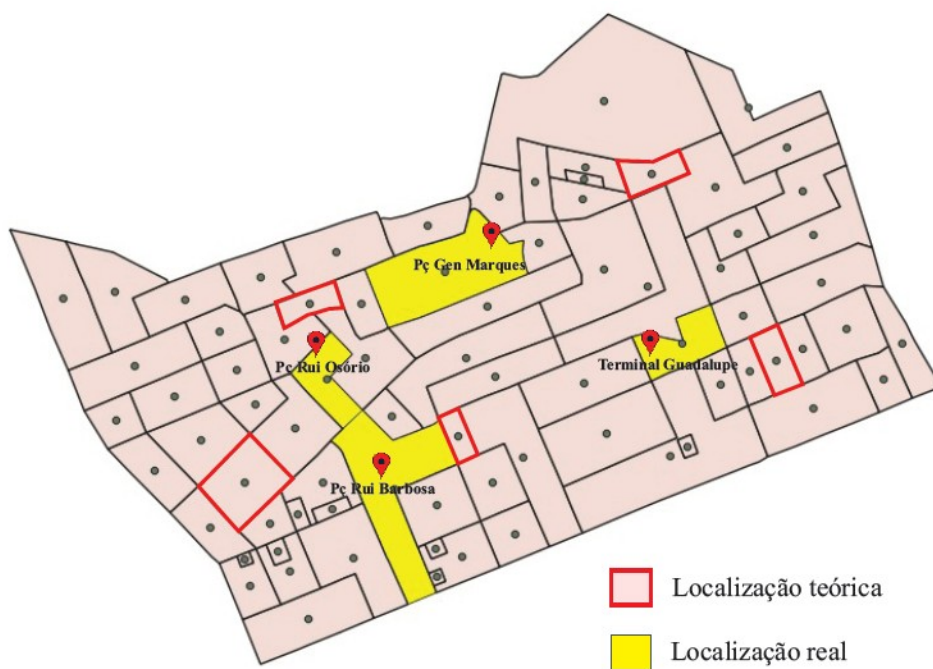 Pç Gen Marques
Pç Rui Osório
Terminal Guadalupe
Pç Rui Barbosa
Localização teórica
Localização real